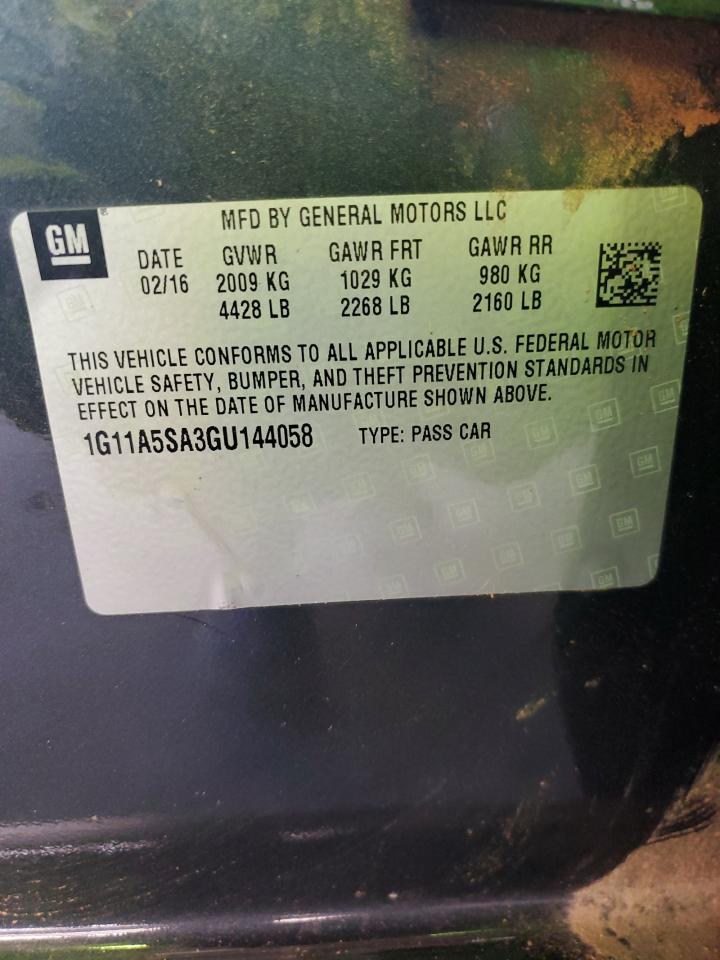 GM
MFD BY GENERAL MOTORS LLC
DATE GVWR GAWR FRT GAWR RR
02/16 2009 KG 1029 KG 980 KG
4428 LB 2268 LB 2160 LB
THIS VEHICLE CONFORMS TO ALL APPLICABLE U.S. FEDERAL MOTOR
VEHICLE SAFETY, BUMPER, AND THEFT PREVENTION STANDARDS IN
EFFECT ON THE DATE OF MANUFACTURE SHOWN ABOVE.
1G11A5SA3GU144058 TYPE: PASS CAR